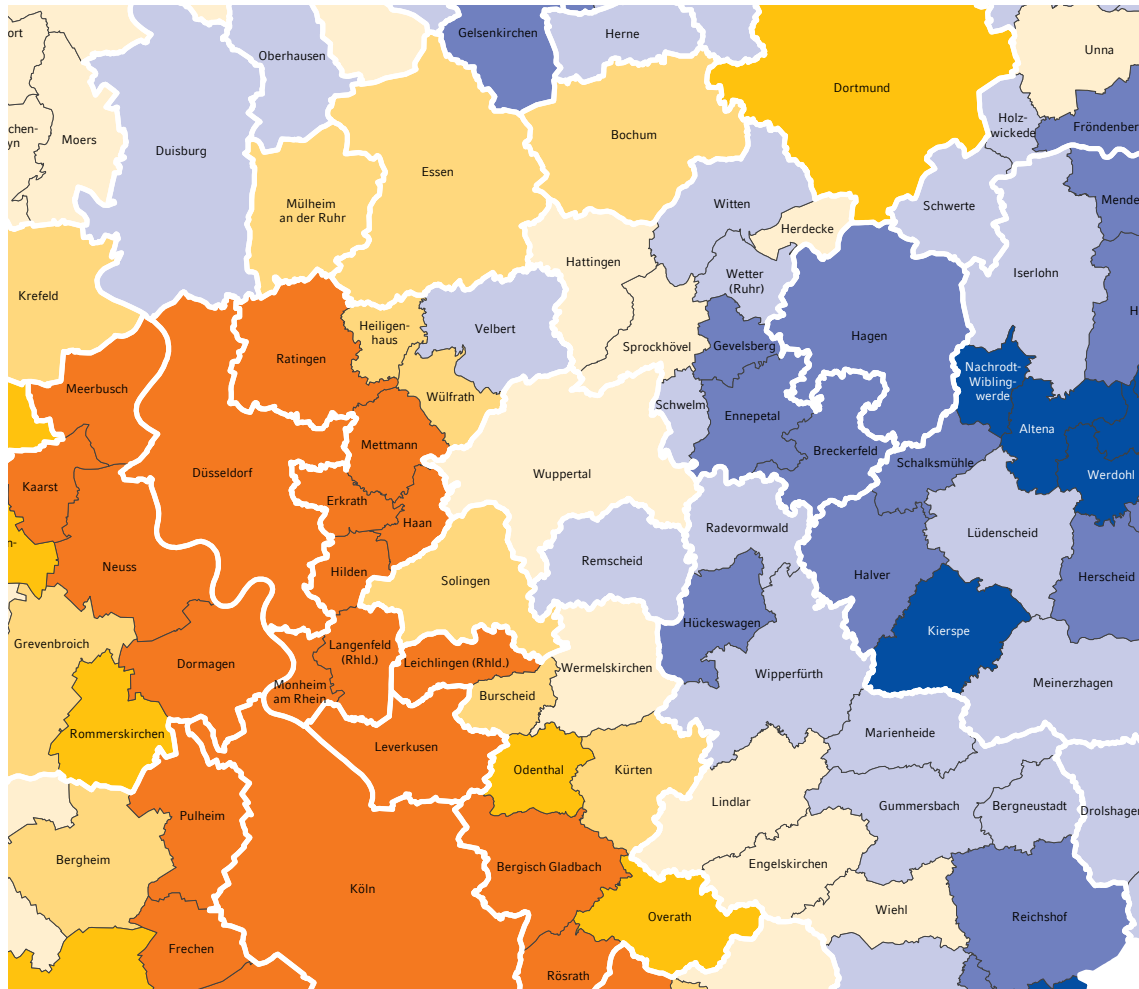 ort
Gelsenkirchen
Herne
Unna
Oberhausen
Dortmund
Holz-
wickede
Fröndenber
chen-
yn
Moers
Duisburg
Bochum
Essen
Mülheim
an der Ruhr
Witten
Schwerte
Mende
Herdecke
Hattingen
Wetter
(Ruhr)
Iserlohn
Krefeld
H
Heiligen-
haus
Velbert
Hagen
Ratingen
Sprockhövel
Gevelsberg
Nachrodt-
Wibling-
werde
Meerbusch
Wülfrath
Schwelm
Ennepetal
Altena
Mettmann
Breckerfeld
Schalksmühle
Düsseldorf
Wuppertal
Werdohl
Kaarst
Erkrath
Haan
Radevormwald
Lüdenscheid
n-
Neuss
Hilden
Solingen
Remscheid
Halver
Herscheid
Grevenbroich
Hückeswagen
Kierspe
Dormagen
Langenfeld
(Rhld.)
Leichlingen (Rhld.)
Wermelskirchen
Wipperfürth
Meinerzhagen
Monheim
am Rhein
Burscheid
Rommerskirchen
Leverkusen
Marienheide
Odenthal
Kürten
Lindlar
Gummersbach
Bergneustadt
Drolshagen
Pulheim
Bergheim
Bergisch Gladbach
Engelskirchen
Köln
Overath
Wiehl
Reichshof
Frechen
Rösrath